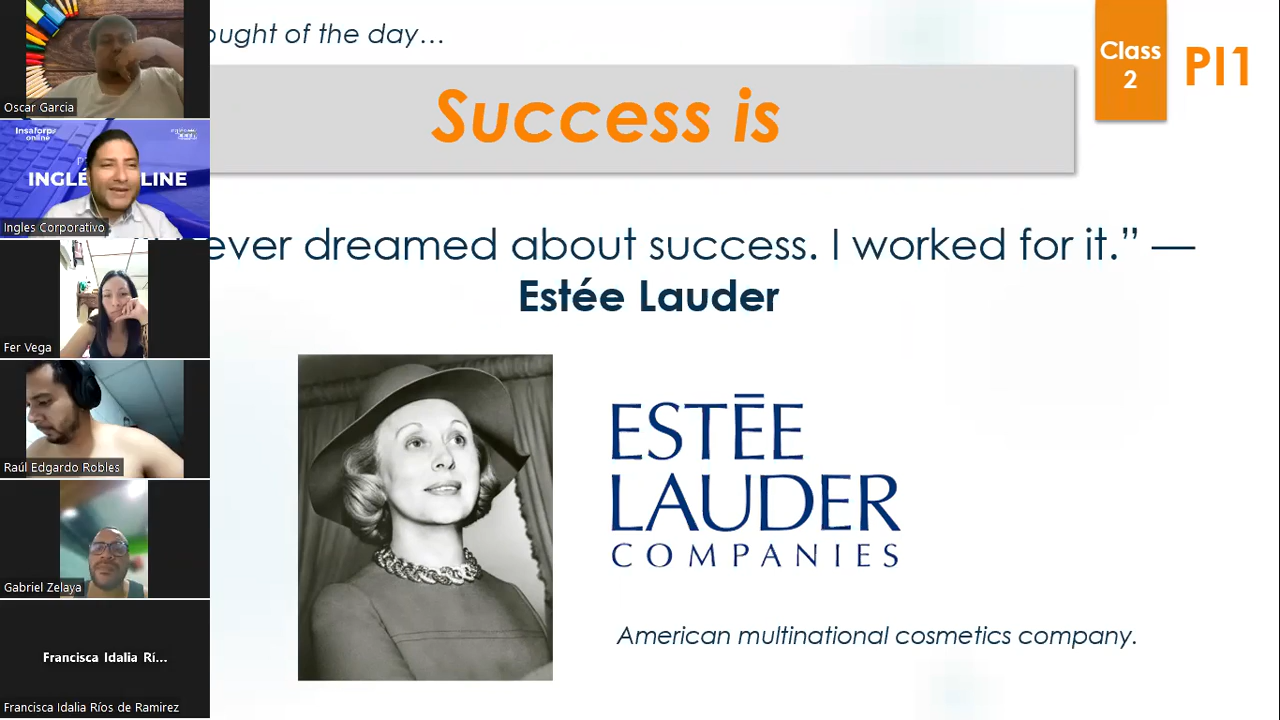 ought of the day…
Class
2
PI1
Success is
ever dreamed about success. I worked for it.” —
Estée Lauder
ESTĒE
LAUDER
COMPANIES
American multinational cosmetics company.
Oscar Garcia
Insaforp
online
INGLÉ LINE
Ingles Corporativo
Fer Vega
Raúl Edgardo Robles
Gabriel Zelaya
Francisca Idalia Rí...
Francisca Idalia Ríos de Ramirez